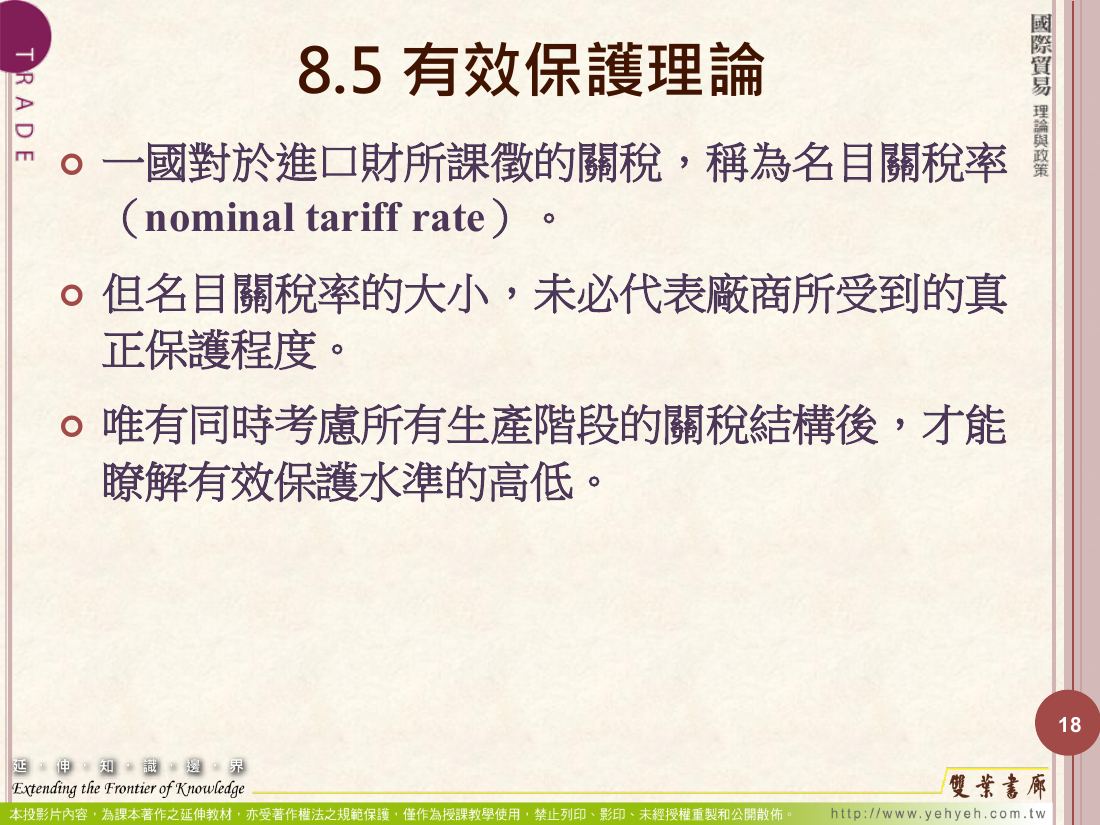 TRADE
國際貿易 理論與政策
8.5 有效保護理論
一國對於進口財所課徵的關稅，稱為名目關稅率
（nominal tariff rate）。
但名目關稅率的大小，未必代表廠商所受到的真
正保護程度。
唯有同時考慮所有生產階段的關稅結構後，才能
瞭解有效保護水準的高低。
18
延・伸・知・識・邊・界
Extending the Frontier of Knowledge
雙葉書廊
本投影片內容，為課本著作之延伸教材，亦受著作權法之規範保護，僅作為授課教學使用，禁止列印、影印、未經授權重製和公開散佈。
http://www.yehyeh.com.tw